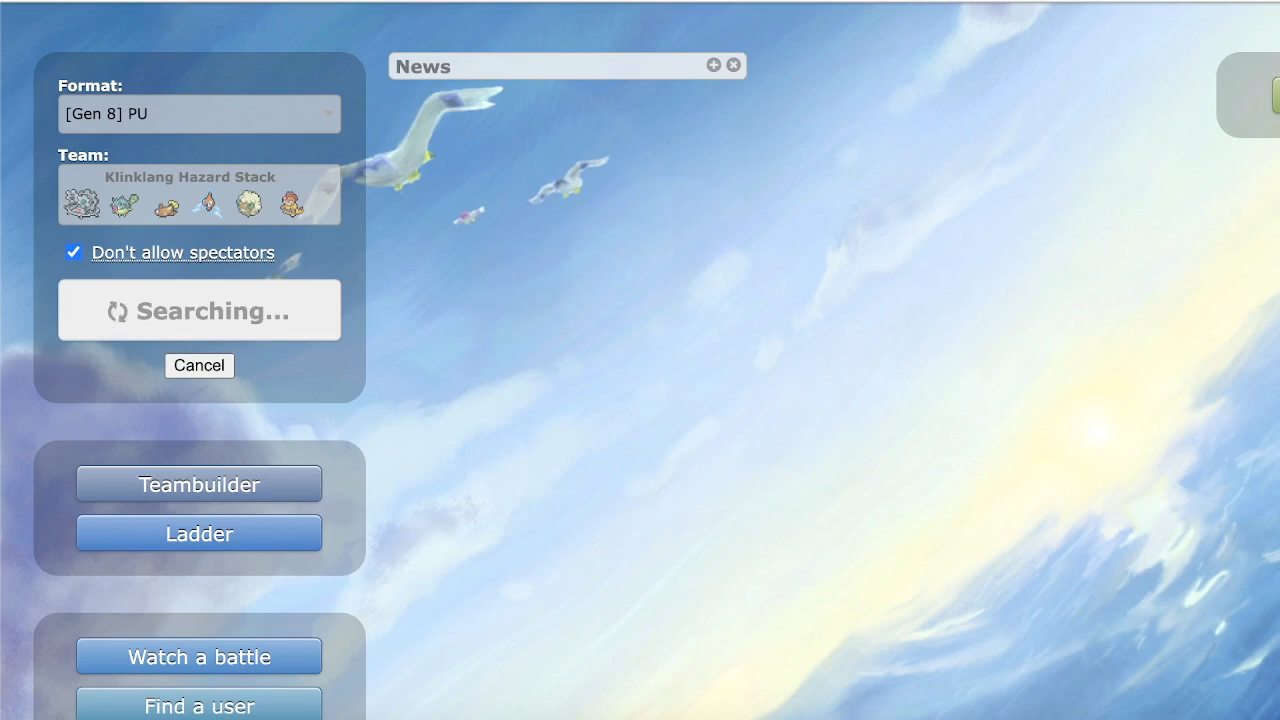 Format:
[Gen 8] PU
Team:
Klinklang Hazard Stack
Don't allow spectators
Searching...
Cancel
Teambuilder
Ladder
Watch a battle
Find a user
News